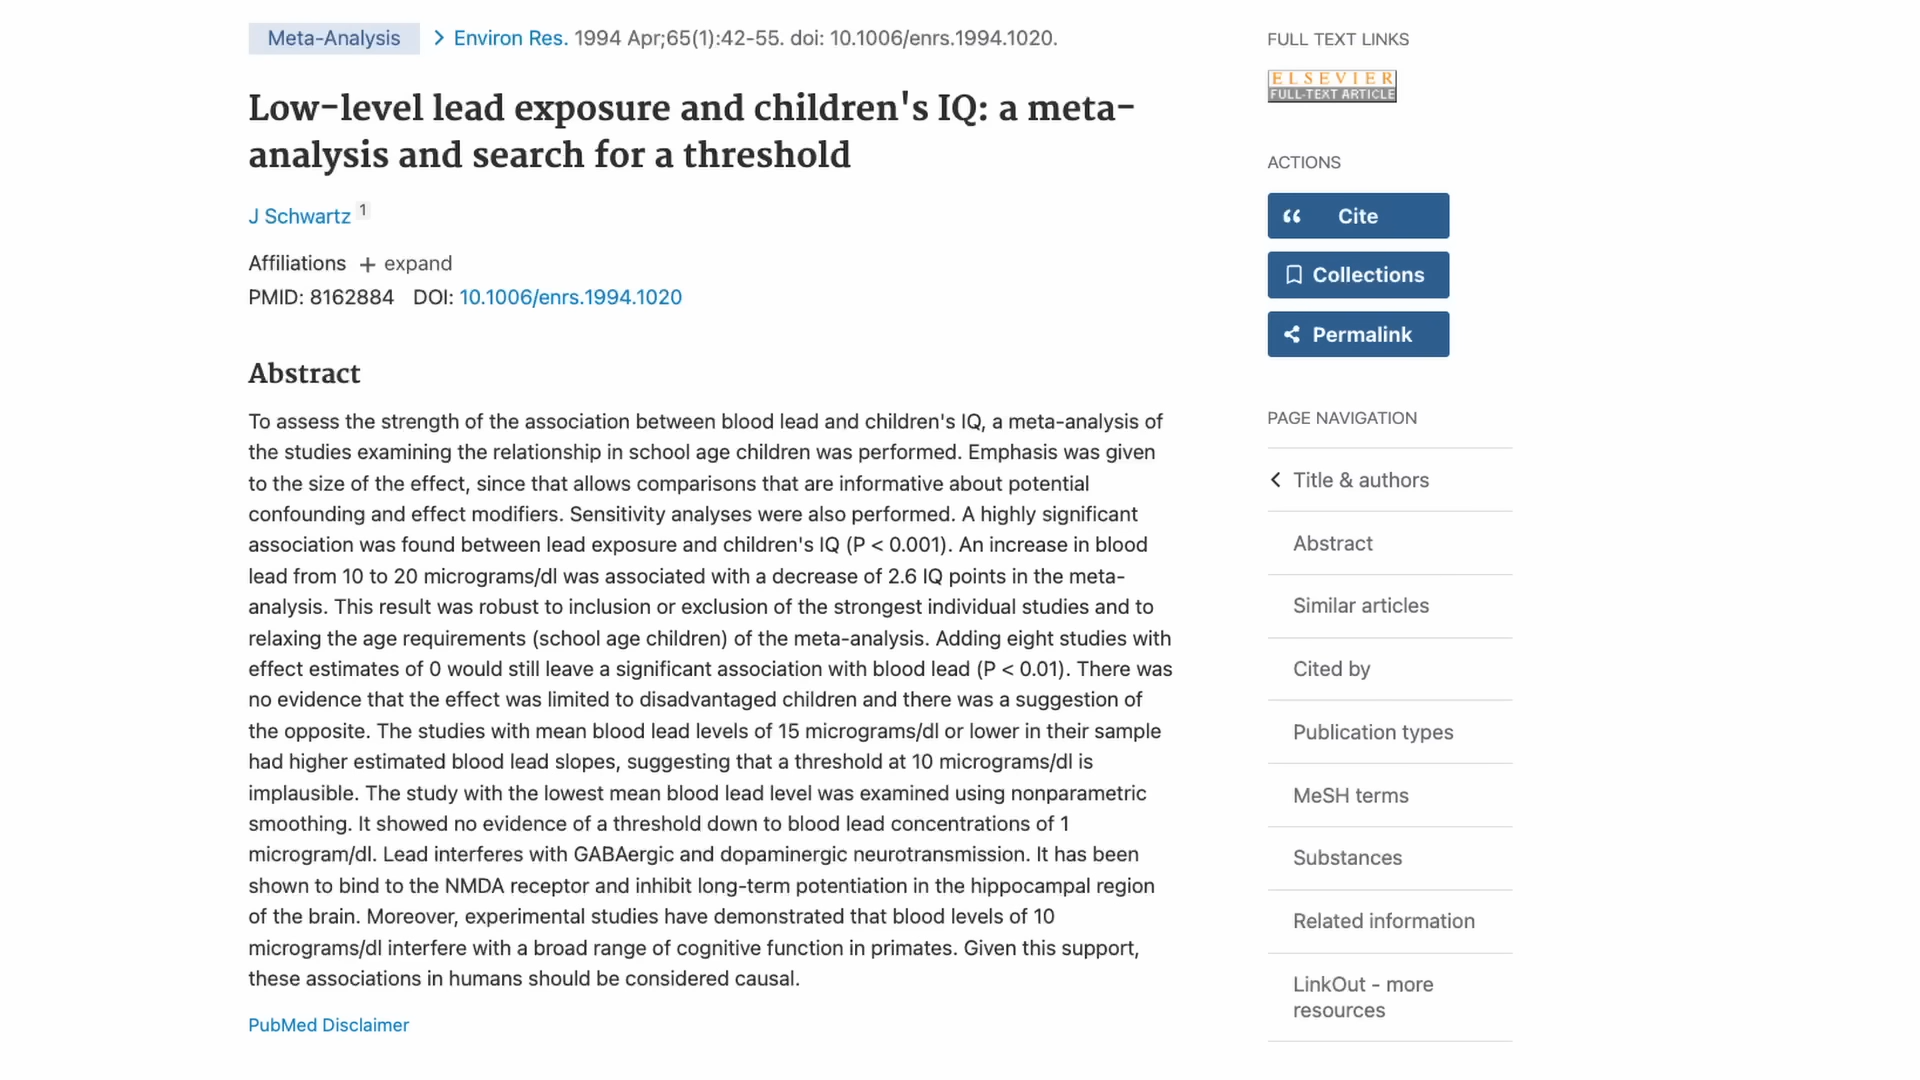 Meta-Analysis > Environ Res. 1994 Apr;65(1):42-55. doi: 10.1006/enrs.1994.1020.
Low-level lead exposure and children's IQ: a meta-
analysis and search for a threshold
J Schwartz 1
Affiliations + expand
PMID: 8162884 DOI: 10.1006/enrs.1994.1020
Abstract
To assess the strength of the association between blood lead and children's IQ, a meta-analysis of
the studies examining the relationship in school age children was performed. Emphasis was given
to the size of the effect, since that allows comparisons that are informative about potential
confounding and effect modifiers. Sensitivity analyses were also performed. A highly significant
association was found between lead exposure and children's IQ (P < 0.001). An increase in blood
lead from 10 to 20 micrograms/dl was associated with a decrease of 2.6 IQ points in the meta-
analysis. This result was robust to inclusion or exclusion of the strongest individual studies and to
relaxing the age requirements (school age children) of the meta-analysis. Adding eight studies with
effect estimates of 0 would still leave a significant association with blood lead (P < 0.01). There was
no evidence that the effect was limited to disadvantaged children and there was a suggestion of
the opposite. The studies with mean blood lead levels of 15 micrograms/dl or lower in their sample
had higher estimated blood lead slopes, suggesting that a threshold at 10 micrograms/dl is
implausible. The study with the lowest mean blood lead level was examined using nonparametric
smoothing. It showed no evidence of a threshold down to blood lead concentrations of 1
microgram/dl. Lead interferes with GABAergic and dopaminergic neurotransmission. It has been
shown to bind to the NMDA receptor and inhibit long-term potentiation in the hippocampal region
of the brain. Moreover, experimental studies have demonstrated that blood levels of 10
micrograms/dl interfere with a broad range of cognitive function in primates. Given this support,
these associations in humans should be considered causal.
PubMed Disclaimer
FULL TEXT LINKS
ELSEVIER
FULL-TEXT ARTICLE
ACTIONS
Cite
Collections
Permalink
PAGE NAVIGATION
Title & authors
Abstract
Similar articles
Cited by
Publication types
MeSH terms
Substances
Related information
LinkOut - more
resources